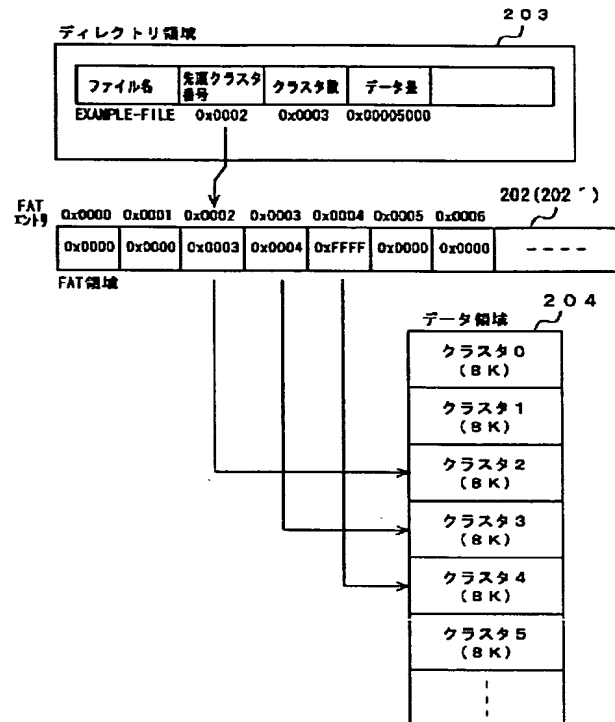 203
ディレクトリ領域
ファイル名 先頭クラスタ番号 クラスタ数 データ量
EXAMPLE-FILE 0x0002 0x0003 0x00005000
202(202´)
FATエントリ 0x0000 0x0001 0x0002 0x0003 0x0004 0x0005 0x0006
0x0000 0x0000 0x0003 0x0004 0xFFFF 0x0000 0x0000 ----
FAT領域
204
データ領域
クラスタ0
(8K)
クラスタ1
(8K)
クラスタ2
(8K)
クラスタ3
(8K)
クラスタ4
(8K)
クラスタ5
(8K)